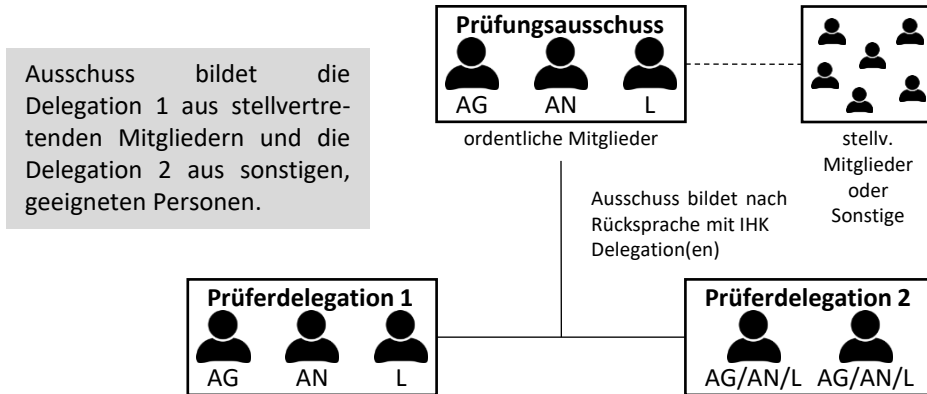 Prüfungsausschuss
AG AN L
ordentliche Mitglieder
stellv.
Mitglieder
oder
Sonstige
Ausschuss bildet die
Delegation 1 aus stellvertre-
tenden Mitgliedern und die
Delegation 2 aus sonstigen,
geeigneten Personen.
Ausschuss bildet nach
Rücksprache mit IHK
Delegation(en)
Prüferdelegation 1
AG AN L
Prüferdelegation 2
AG/AN/L AG/AN/L